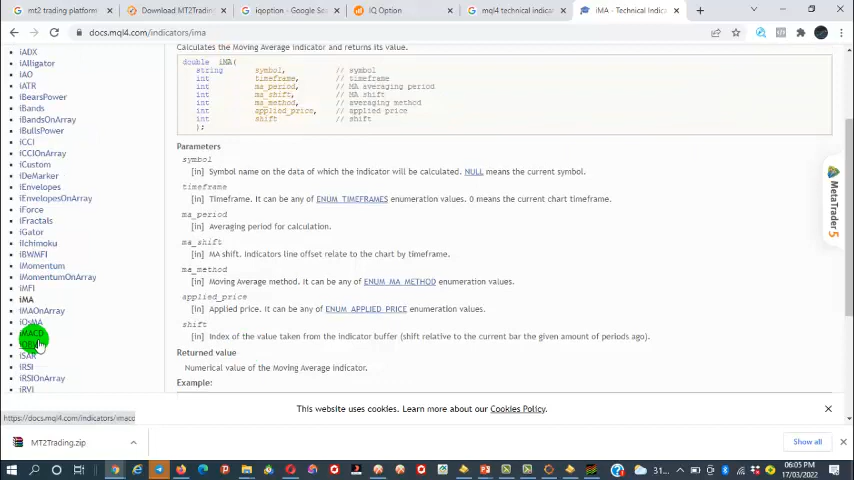 mt2 trading platform
Download MT2Trading
iqoption - Google Sea
IQ Option
mql4 technical indica
iMA - Technical Indic
docs.mql4.com/indicators/ima
iADX
iAlligator
iAO
iATR
iBearsPower
iBands
iBandsOnArray
iBullsPower
iCCI
iCCIOnArray
iCustom
iDeMarker
iEnvelopes
iEnvelopesOnArray
iForce
iFractals
iGator
iIchimoku
iBWMFI
iMomentum
iMomentumOnArray
iMFI
iMA
iMAOnArray
iOsMA
iMACD
iSAR
iRSI
iRSIOnArray
iRVI
Calculates the Moving Average indicator and returns its value.
double iMA(
string symbol, // symbol
int timeframe, // timeframe
int ma_period, // MA averaging period
int ma_shift, // MA shift
int ma_method, // averaging method
int applied_price, // applied price
int shift // shift
);
Parameters
symbol
[in] Symbol name on the data of which the indicator will be calculated. NULL means the current symbol.
timeframe
[in] Timeframe. It can be any of ENUM_TIMEFRAMES enumeration values. 0 means the current chart timeframe.
ma_period
[in] Averaging period for calculation.
ma_shift
[in] MA shift. Indicators line offset relate to the chart by timeframe.
ma_method
[in] Moving Average method. It can be any of ENUM_MA_METHOD enumeration values.
applied_price
[in] Applied price. It can be any of ENUM_APPLIED_PRICE enumeration values.
shift
[in] Index of the value taken from the indicator buffer (shift relative to the current bar the given amount of periods ago).
Returned value
Numerical value of the Moving Average indicator.
Example:
MetaTrader 5
This website uses cookies. Learn more about our Cookies Policy.
https://docs.mql4.com/indicators/imacd
MT2Trading.zip
Show all
31°...
06:05 PM
17/03/2022